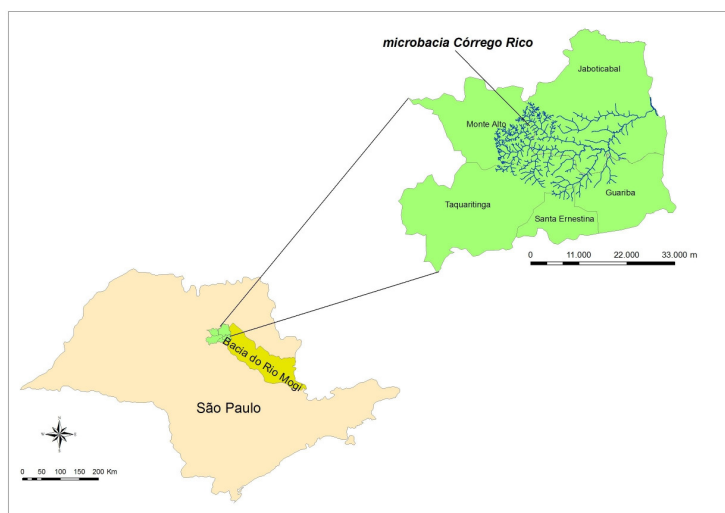 microbacia Córrego Rico
Jaboticabal
Monte Alto
Guariba
Taquaritinga
Santa Ernestina
0 11.000 22.000 33.000 m
Bacia do Rio Mogi
São Paulo
N
0 50 100 150 200 Km